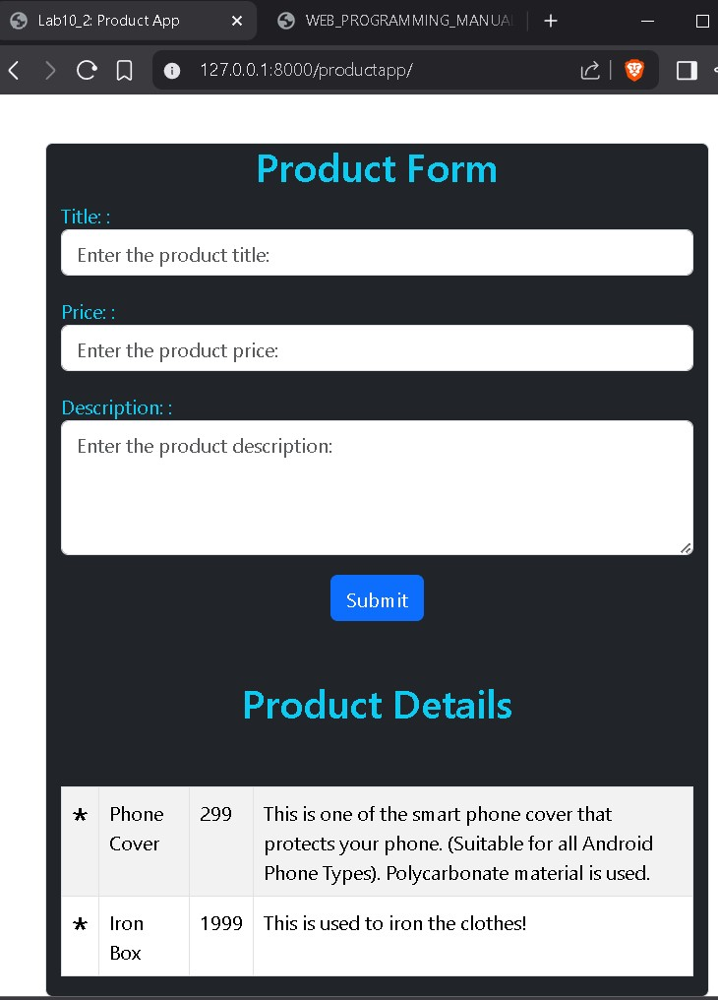 Lab10_2: Product App
WEB_PROGRAMMING_MANUA
127.0.0.1:8000/productapp/
Product Form
Title: :
Enter the product title:
Price: :
Enter the product price:
Description: :
Enter the product description:
Submit
Product Details
* Phone Cover 299 This is one of the smart phone cover that
protects your phone. (Suitable for all Android
Phone Types). Polycarbonate material is used.
* Iron Box 1999 This is used to iron the clothes!